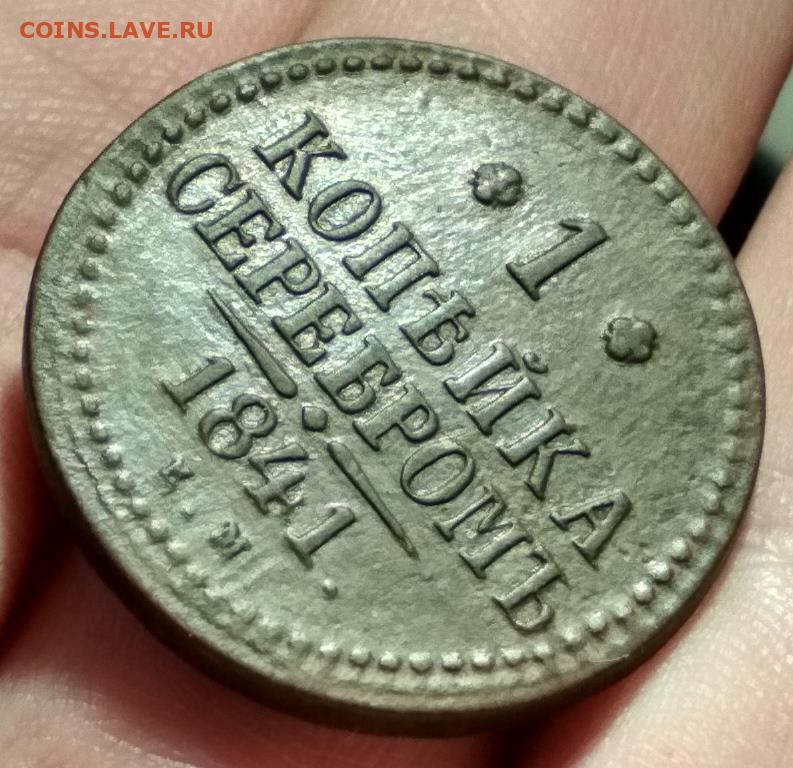 COINS.LAVE.RU
1
КОПѢЙКА
СЕРЕБРОМЪ
1841.
Е.М